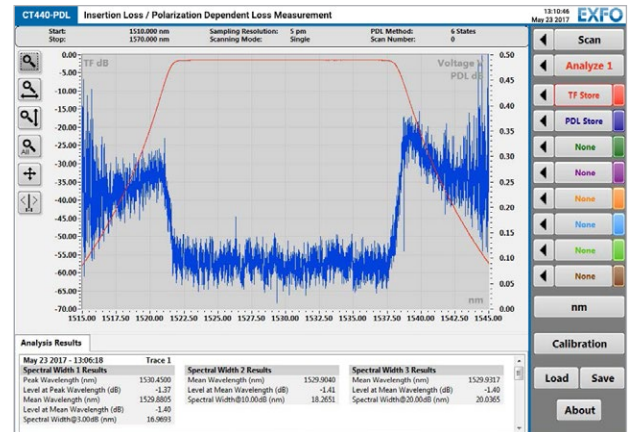 CT440-PDL Insertion Loss / Polarization Dependent Loss Measurement 13:10:46 May 23 2017 EXFO
Start: 1510.000 nm Sampling Resolution: 5 pm PDL Method: 6 States
Stop: 1570.000 nm Scanning Mode: Single Scan Number: 0
Scan
Analyze 1
TF Store
PDL Store
None
None
None
None
None
None
nm
Calibration
Load Save
About
TF dB
Voltage V
PDL dB
0.00
-5.00
-10.00
-15.00
-20.00
-25.00
-30.00
-35.00
-40.00
-45.00
-50.00
-55.00
-60.00
-65.00
-70.00
0.50
0.45
0.40
0.35
0.30
0.25
0.20
0.15
0.10
0.05
0.00
nm
1515.00 1517.50 1520.00 1522.50 1525.00 1527.50 1530.00 1532.50 1535.00 1537.50 1540.00 1542.50 1545.00
Analysis Results
May 23 2017 - 13:06:18 Trace 1
Spectral Width 1 Results
Peak Wavelength (nm) 1530.4500
Level at Peak Wavelength (dB) -1.37
Mean Wavelength (nm) 1529.8805
Level at Mean Wavelength (dB) -1.40
Spectral Width@3.00dB (nm) 16.9693
Spectral Width 2 Results
Mean Wavelength (nm) 1529.9040
Level at Mean Wavelength (dB) -1.41
Spectral Width@10.00dB (nm) 18.2651
Spectral Width 3 Results
Mean Wavelength (nm) 1529.9317
Level at Mean Wavelength (dB) -1.40
Spectral Width@20.00dB (nm) 20.0365